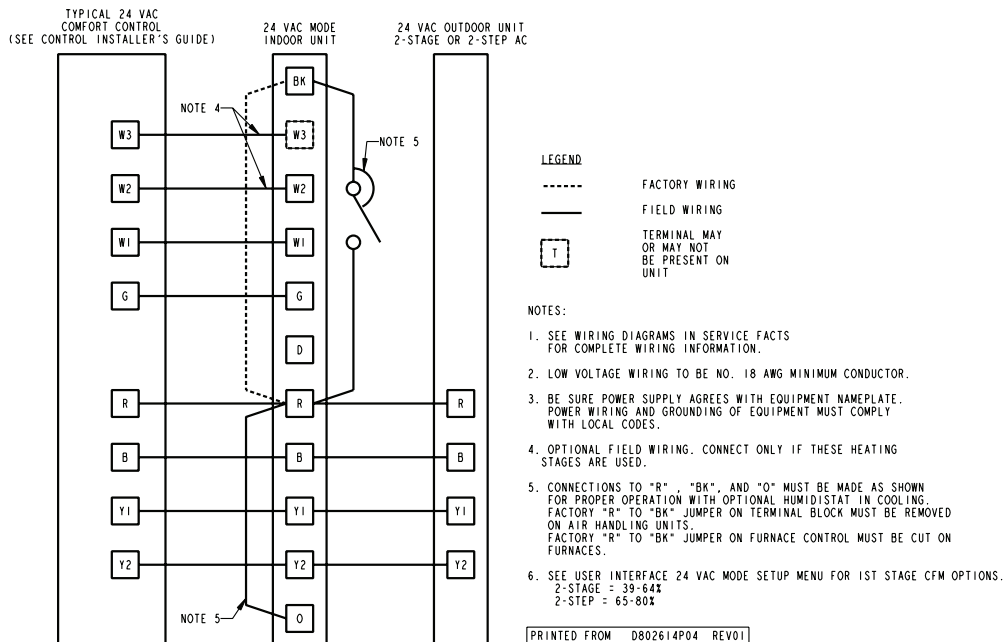 TYPICAL 24 VAC
COMFORT CONTROL
(SEE CONTROL INSTALLER'S GUIDE)
24 VAC MODE
INDOOR UNIT
24 VAC OUTDOOR UNIT
2-STAGE OR 2-STEP AC
BK
NOTE 4
W3
W3
NOTE 5
W2
W2
W1
W1
G
G
D
R
R
R
B
B
B
Y1
Y1
Y1
Y2
Y2
Y2
NOTE 5
O
LEGEND
FACTORY WIRING
FIELD WIRING
T
TERMINAL MAY
OR MAY NOT
BE PRESENT ON
UNIT
NOTES:
1. SEE WIRING DIAGRAMS IN SERVICE FACTS
FOR COMPLETE WIRING INFORMATION.
2. LOW VOLTAGE WIRING TO BE NO. 18 AWG MINIMUM CONDUCTOR.
3. BE SURE POWER SUPPLY AGREES WITH EQUIPMENT NAMEPLATE.
POWER WIRING AND GROUNDING OF EQUIPMENT MUST COMPLY
WITH LOCAL CODES.
4. OPTIONAL FIELD WIRING. CONNECT ONLY IF THESE HEATING
STAGES ARE USED.
5. CONNECTIONS TO "R" , "BK", AND "O" MUST BE MADE AS SHOWN
FOR PROPER OPERATION WITH OPTIONAL HUMIDISTAT IN COOLING.
FACTORY "R" TO "BK" JUMPER ON TERMINAL BLOCK MUST BE REMOVED
ON AIR HANDLING UNITS.
FACTORY "R" TO "BK" JUMPER ON FURNACE CONTROL MUST BE CUT ON
FURNACES.
6. SEE USER INTERFACE 24 VAC MODE SETUP MENU FOR 1ST STAGE CFM OPTIONS.
2-STAGE = 39-64%
2-STEP = 65-80%
PRINTED FROM D802614P04 REV01